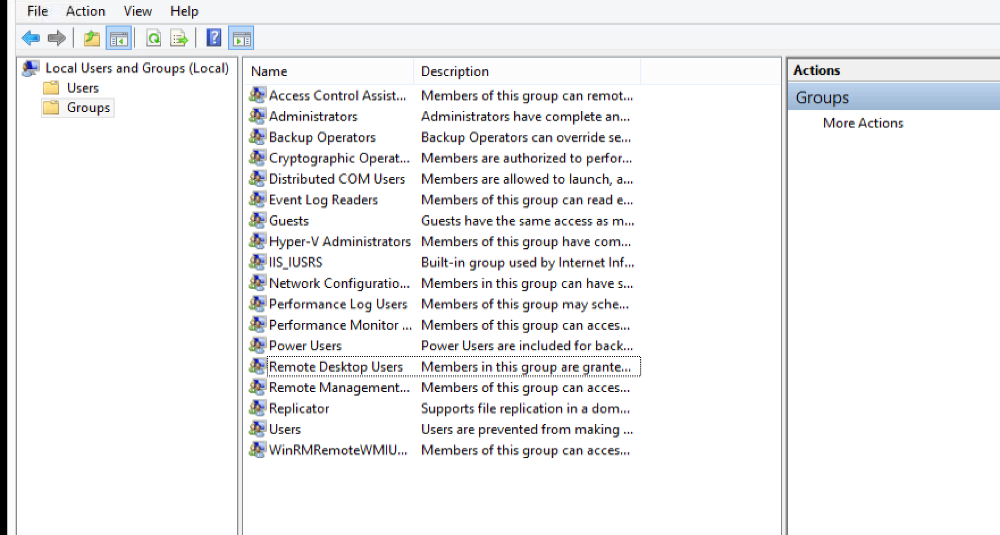 File Action View Help
Local Users and Groups (Local)
Users
Groups
Name Description
Access Control Assist... Members of this group can remot...
Administrators Administrators have complete an...
Backup Operators Backup Operators can override se...
Cryptographic Operat... Members are authorized to perfor...
Distributed COM Users Members are allowed to launch, a...
Event Log Readers Members of this group can read e...
Guests Guests have the same access as m...
Hyper-V Administrators Members of this group have com...
IIS_IUSRS Built-in group used by Internet Inf...
Network Configuratio... Members in this group can have s...
Performance Log Users Members of this group may sche...
Performance Monitor ... Members of this group can acces...
Power Users Power Users are included for back...
Remote Desktop Users Members in this group are grante...
Remote Management... Members of this group can acces...
Replicator Supports file replication in a dom...
Users Users are prevented from making ...
WinRMRemoteWMIU... Members of this group can acces...
Actions
Groups
More Actions